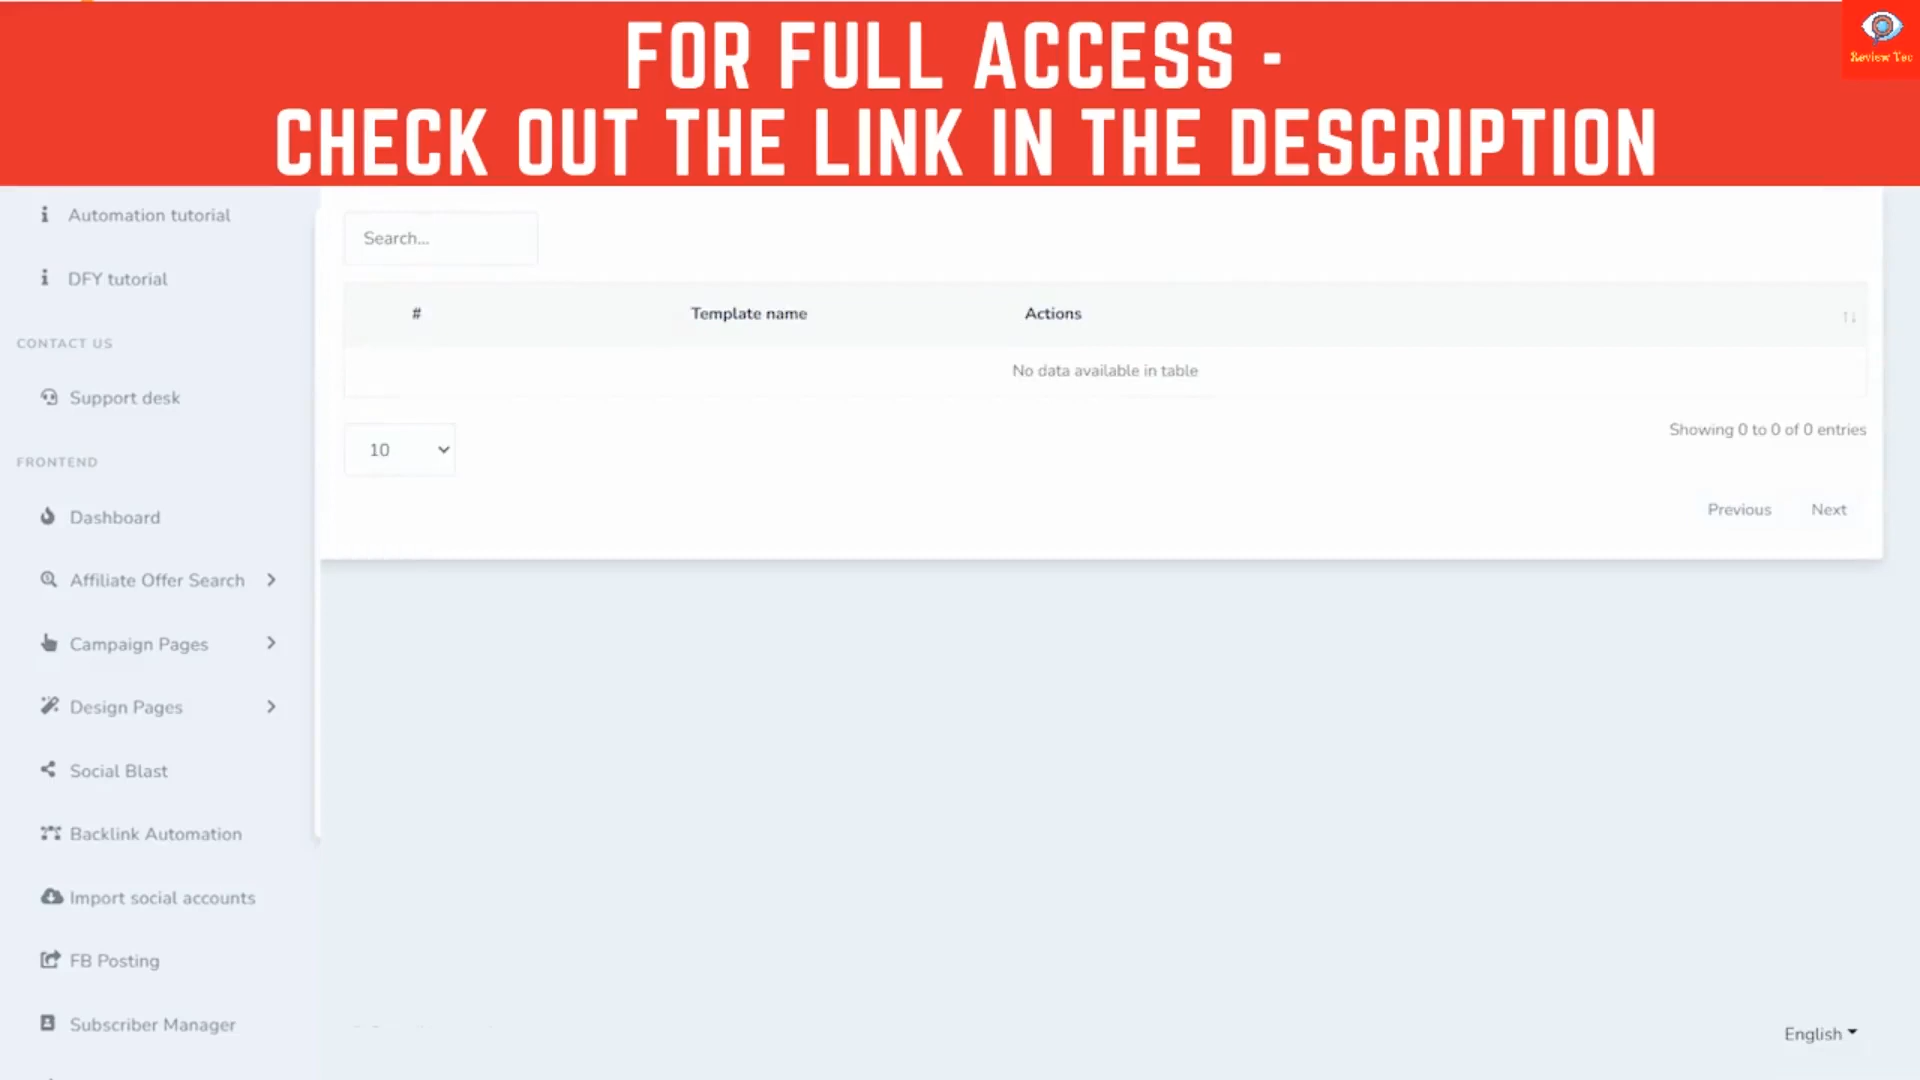 FOR FULL ACCESS -
CHECK OUT THE LINK IN THE DESCRIPTION
Review Tec
Automation tutorial
DFY tutorial
CONTACT US
Support desk
FRONTEND
Dashboard
Affiliate Offer Search
Campaign Pages
Design Pages
Social Blast
Backlink Automation
Import social accounts
FB Posting
Subscriber Manager
Search...
# Template name Actions
No data available in table
10
Showing 0 to 0 of 0 entries
Previous Next
English